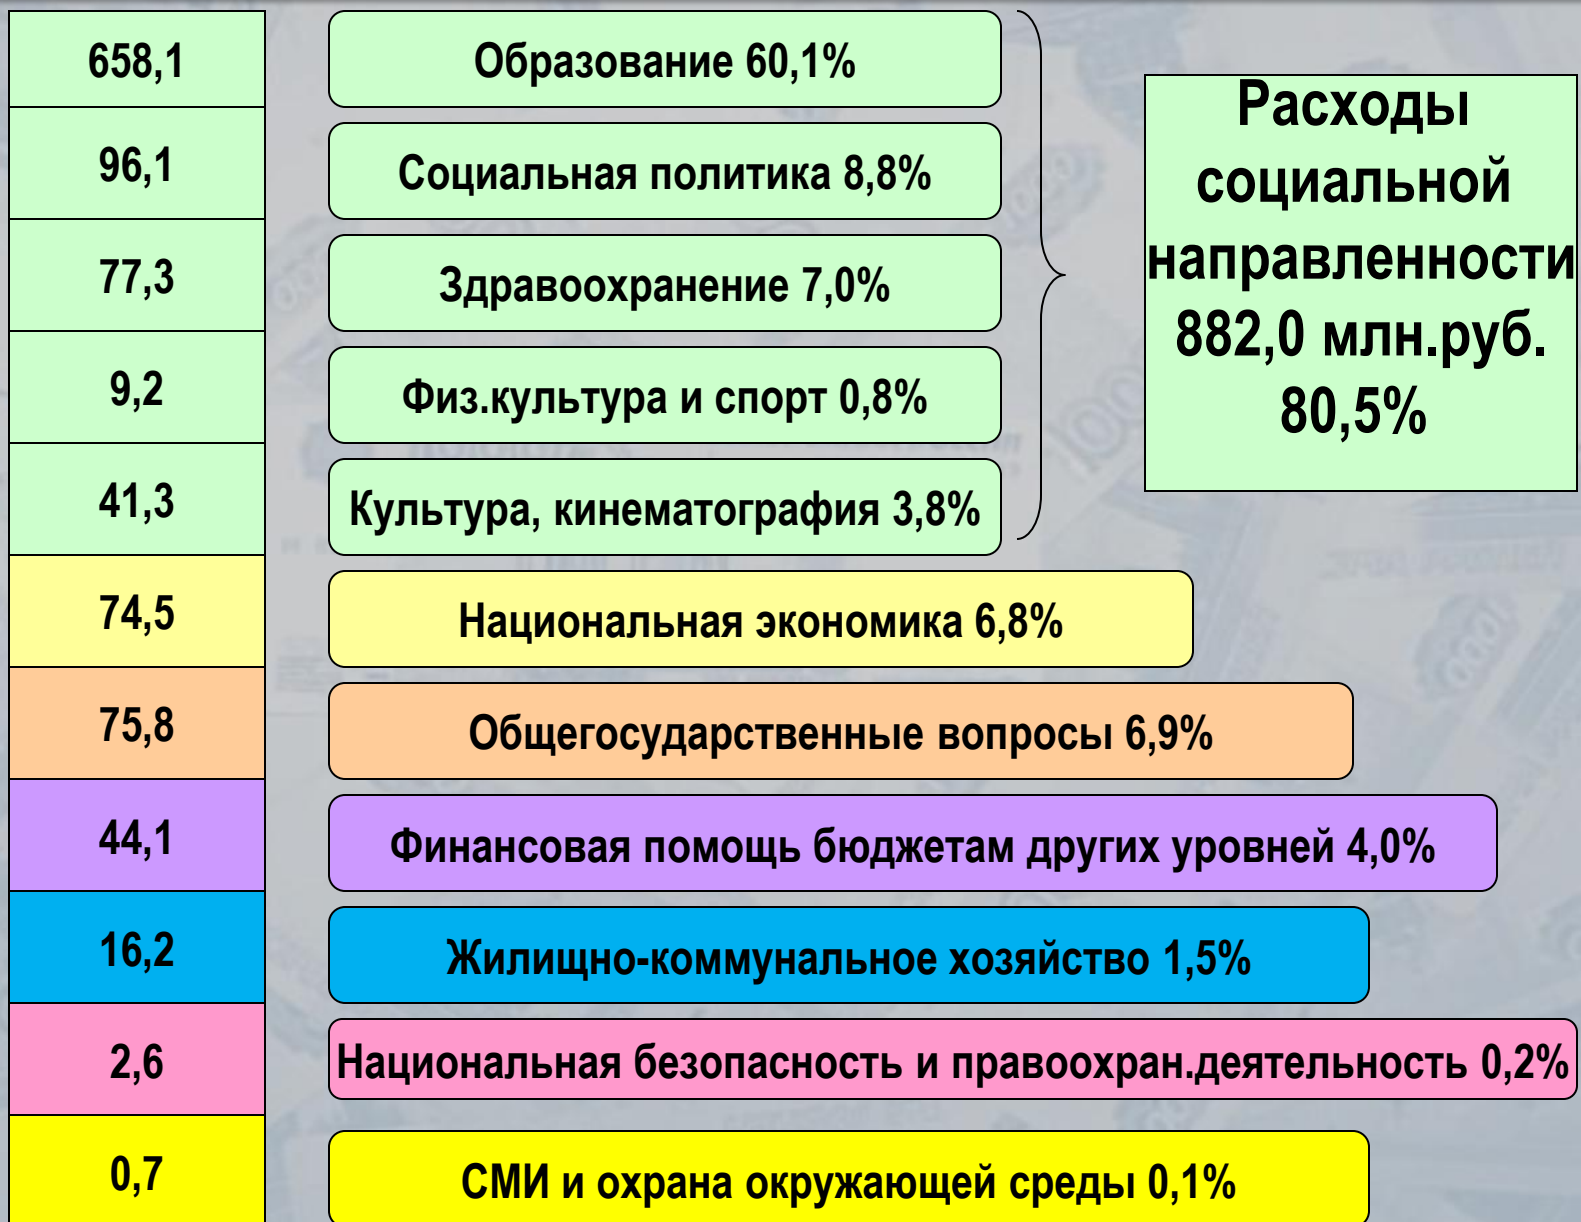 658,1
Образование 60,1%
96,1
Социальная политика 8,8%
77,3
Здравоохранение 7,0%
9,2
Физ.культура и спорт 0,8%
41,3
Культура, кинематография 3,8%
Расходы
социальной
направленности
882,0 млн.руб.
80,5%
74,5
Национальная экономика 6,8%
75,8
Общегосударственные вопросы 6,9%
44,1
Финансовая помощь бюджетам других уровней 4,0%
16,2
Жилищно-коммунальное хозяйство 1,5%
2,6
Национальная безопасность и правоохран.деятельность 0,2%
0,7
СМИ и охрана окружающей среды 0,1%